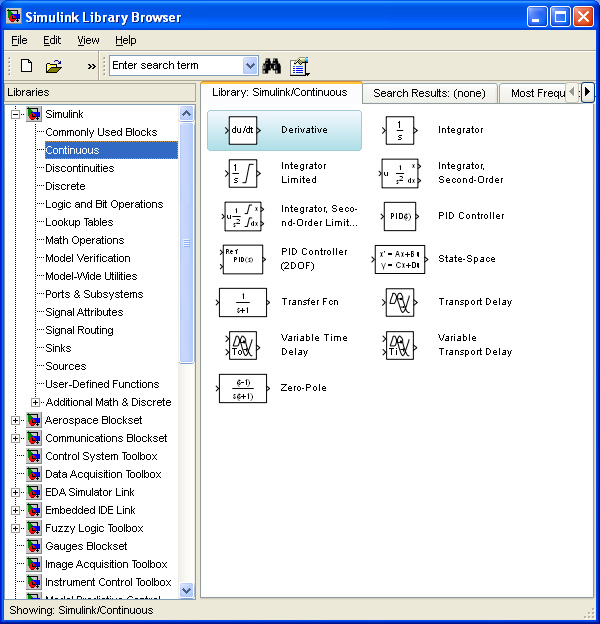 Simulink Library Browser
File Edit View Help
» Enter search term
Libraries
Library: Simulink/Continuous Search Results: (none) Most Frequ
Simulink
Commonly Used Blocks
Continuous
Discontinuities
Discrete
Logic and Bit Operations
Lookup Tables
Math Operations
Model Verification
Model-Wide Utilities
Ports & Subsystems
Signal Attributes
Signal Routing
Sinks
Sources
User-Defined Functions
Additional Math & Discrete
Aerospace Blockset
Communications Blockset
Control System Toolbox
Data Acquisition Toolbox
EDA Simulator Link
Embedded IDE Link
Fuzzy Logic Toolbox
Gauges Blockset
Image Acquisition Toolbox
Instrument Control Toolbox
Model Predictive Control
du/dt Derivative
1
s
Integrator
1
s
Integrator
Limited
u 1 x
s² dx
Integrator,
Second-Order
u 1 x
s² dx
Integrator, Seco-
nd-Order Limit...
PID(s) PID Controller
Ref
PID(s)
PID Controller
(2DOF)
x' = Ax+Bu
y = Cx+Du
State-Space
1
s+1
Transfer Fcn
Transport Delay
To
Variable Time
Delay
Ti
Variable
Transport Delay
(s-1)
s(s+1)
Zero-Pole
Showing: Simulink/Continuous